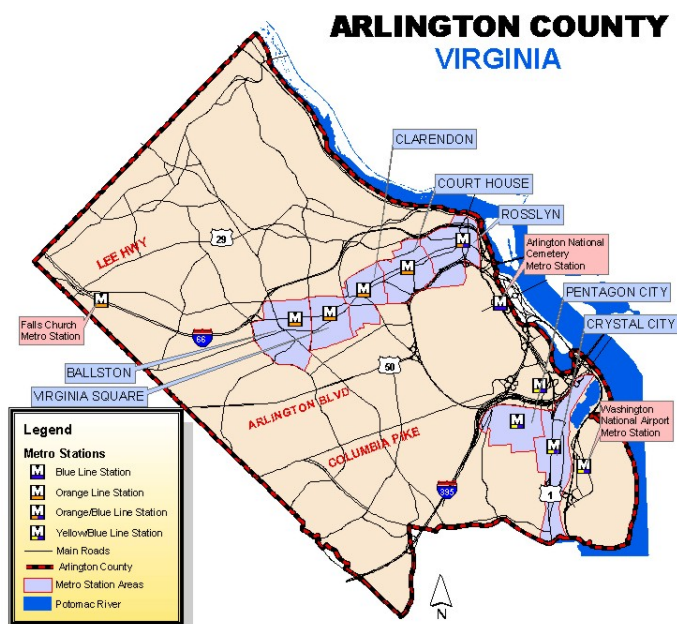 ARLINGTON COUNTY
VIRGINIA
CLARENDON
COURT HOUSE
ROSSLYN
Arlington National
Cemetery
Metro Station
PENTAGON CITY
CRYSTAL CITY
29
LEE HWY
M
M
M
M
M
M
M
M
M
M
M
Falls Church
Metro Station
66
BALLSTON
VIRGINIA SQUARE
50
ARLINGTON BLVD
COLUMBIA PIKE
Washington
National Airport
Metro Station
395
1
Legend
Metro Stations
M Blue Line Station
M Orange Line Station
M Orange/Blue Line Station
M Yellow/Blue Line Station
Main Roads
Arlington County
Metro Station Areas
Potomac River
N